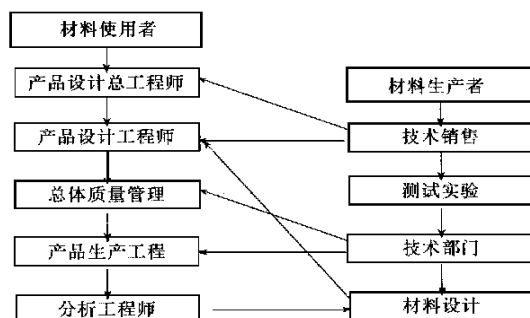 材料使用者
产品设计总工程师
产品设计工程师
总体质量管理
产品生产工程
分析工程师
材料生产者
技术销售
测试实验
技术部门
材料设计